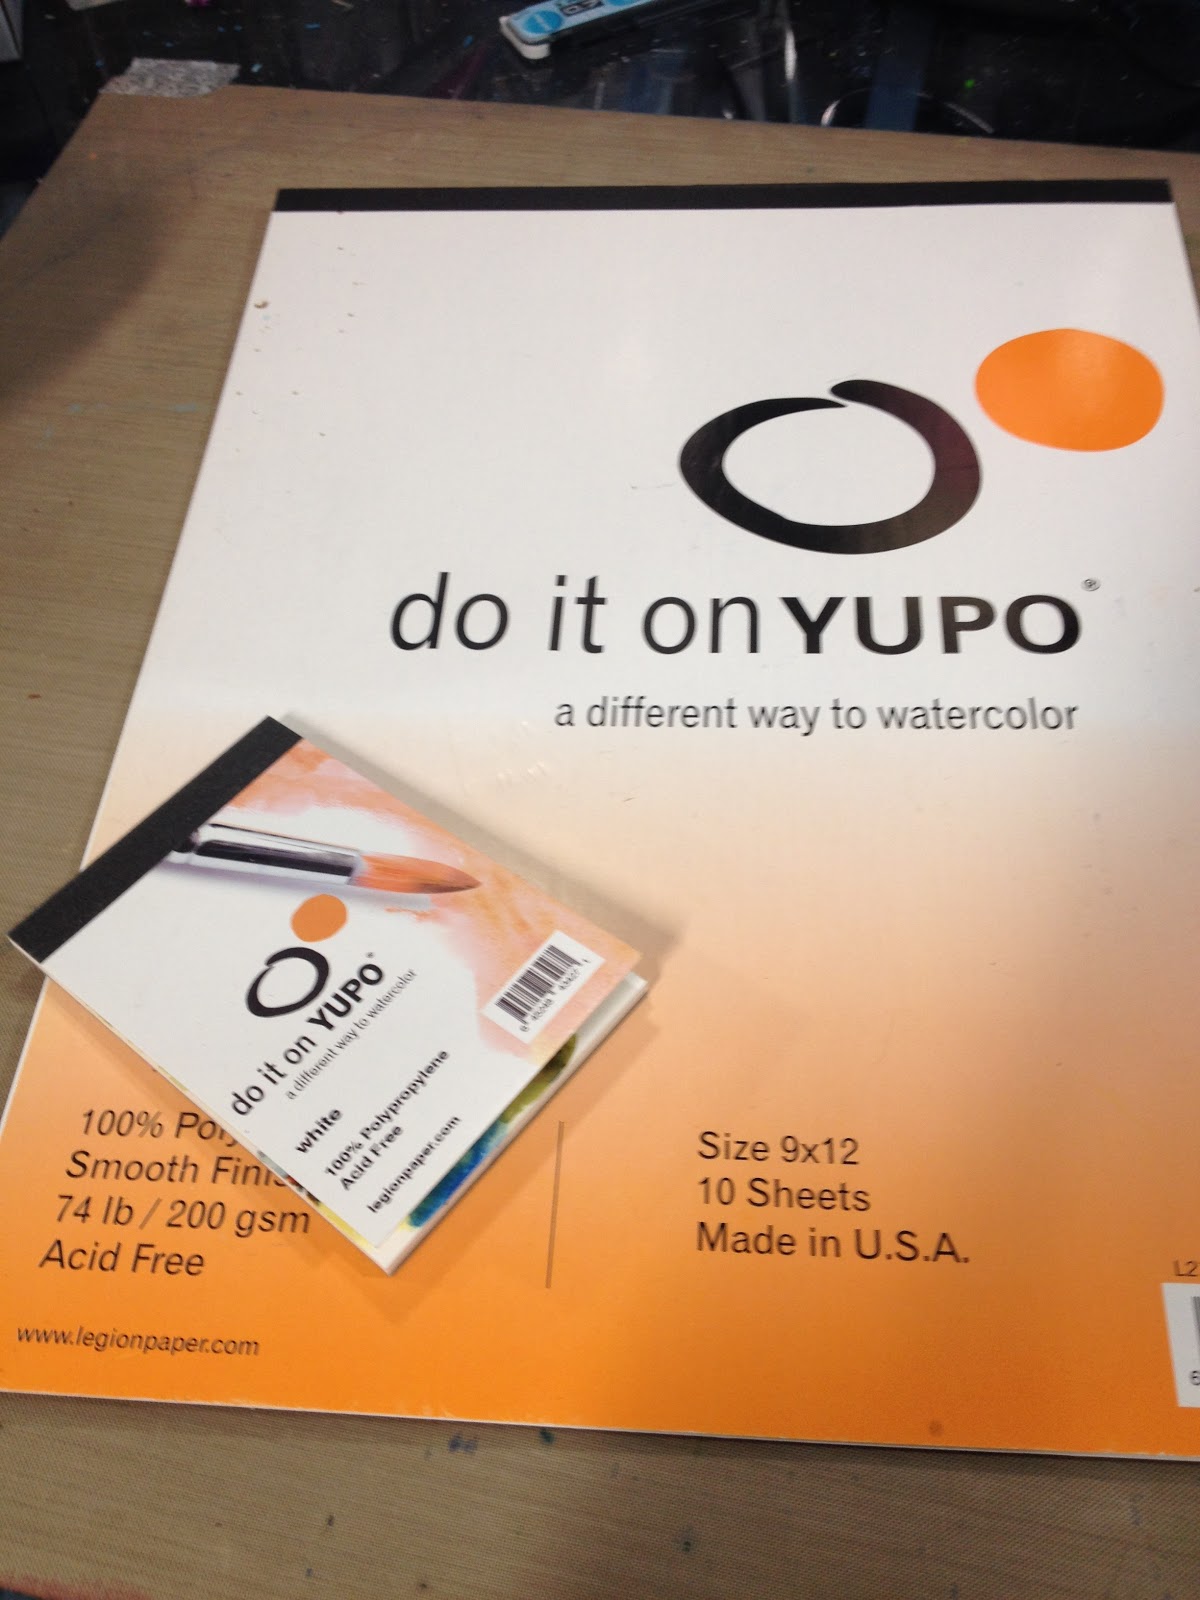 do it on YUPO®
a different way to watercolor
do it on YUPO®
a different way to watercolor
white
100% Polypropylene
Acid Free
legionpaper.com
100%
Smooth
74 lb / 200 gsm
Acid Free
www.legionpaper.com
Size 9x12
10 Sheets
Made in U.S.A.